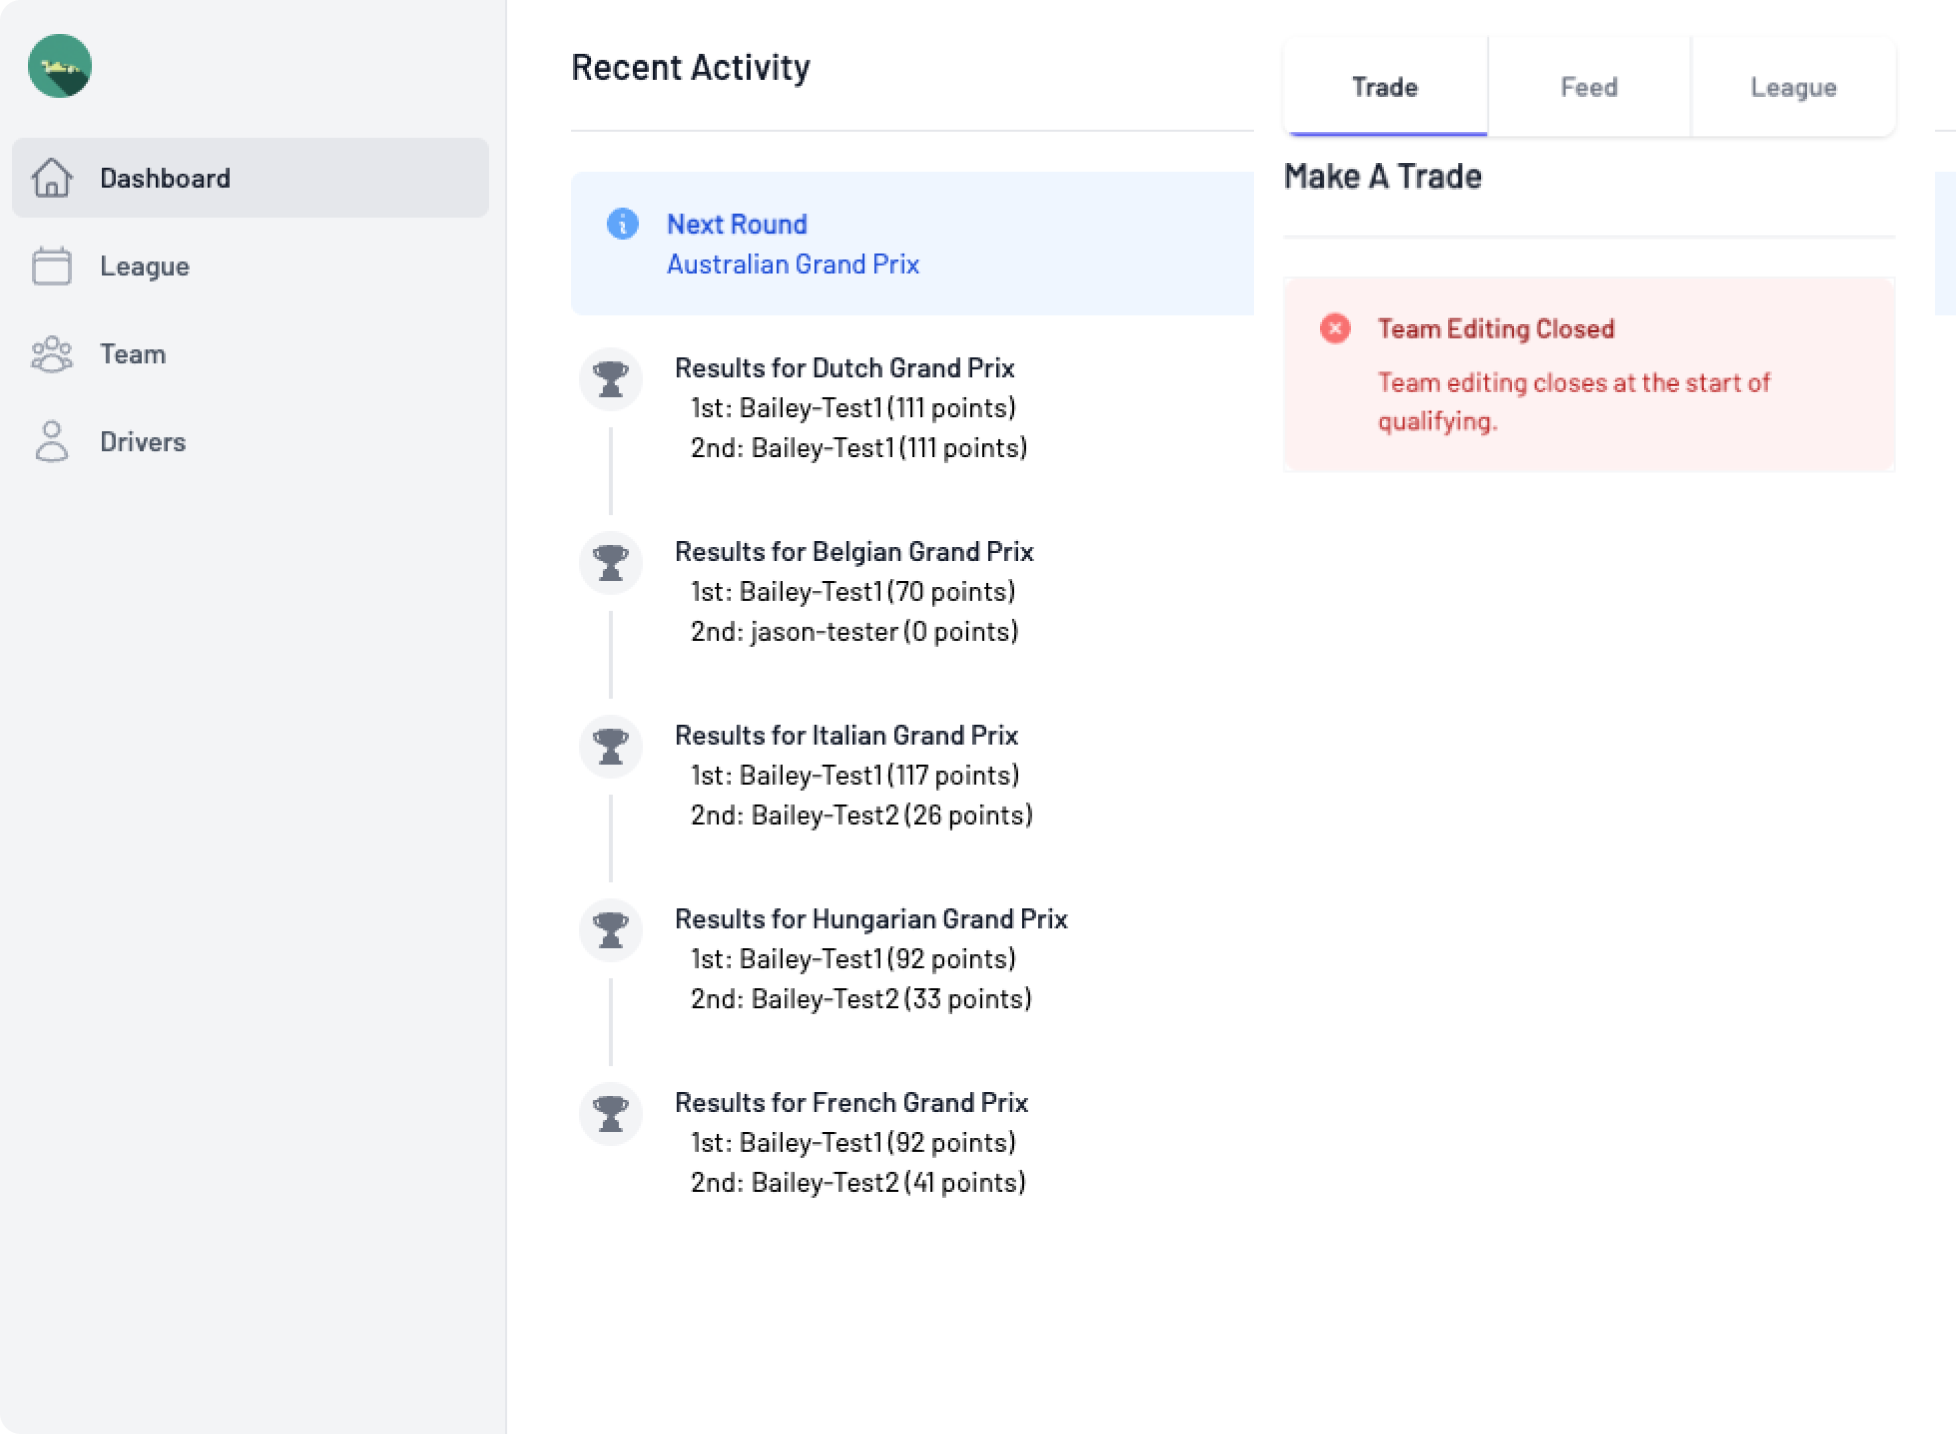 Dashboard
League
Team
Drivers
Recent Activity
Next Round
Australian Grand Prix
Results for Dutch Grand Prix
1st: Bailey-Test1 (111 points)
2nd: Bailey-Test1 (111 points)
Results for Belgian Grand Prix
1st: Bailey-Test1 (70 points)
2nd: jason-tester (0 points)
Results for Italian Grand Prix
1st: Bailey-Test1 (117 points)
2nd: Bailey-Test2 (26 points)
Results for Hungarian Grand Prix
1st: Bailey-Test1 (92 points)
2nd: Bailey-Test2 (33 points)
Results for French Grand Prix
1st: Bailey-Test1 (92 points)
2nd: Bailey-Test2 (41 points)
Trade
Feed
League
Make A Trade
Team Editing Closed
Team editing closes at the start of
qualifying.